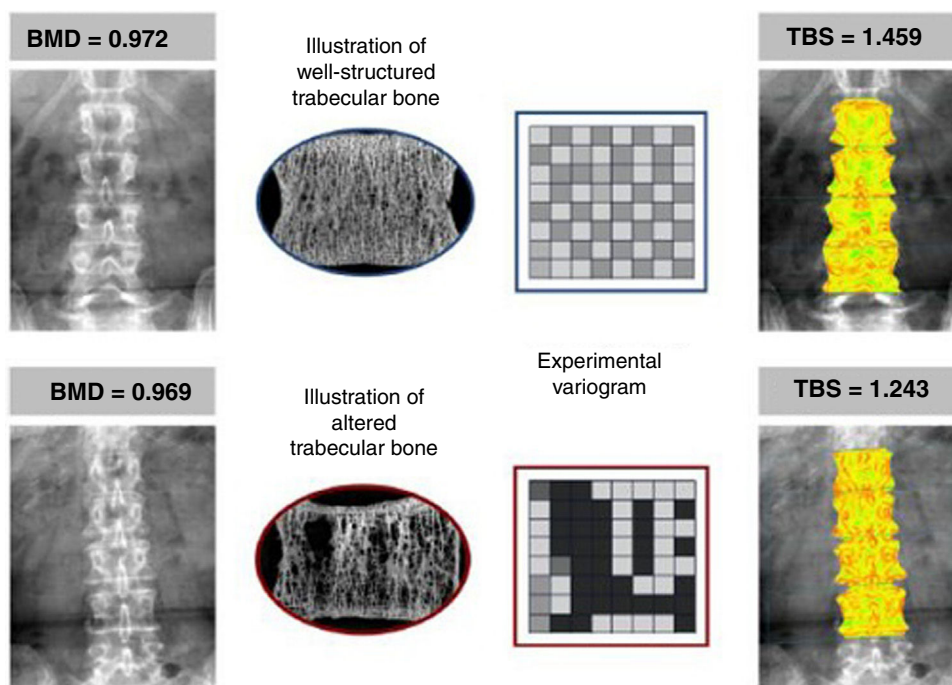 BMD = 0.972
Illustration of
well-structured
trabecular bone
TBS = 1.459
BMD = 0.969
Illustration of
altered
trabecular bone
Experimental
variogram
TBS = 1.243